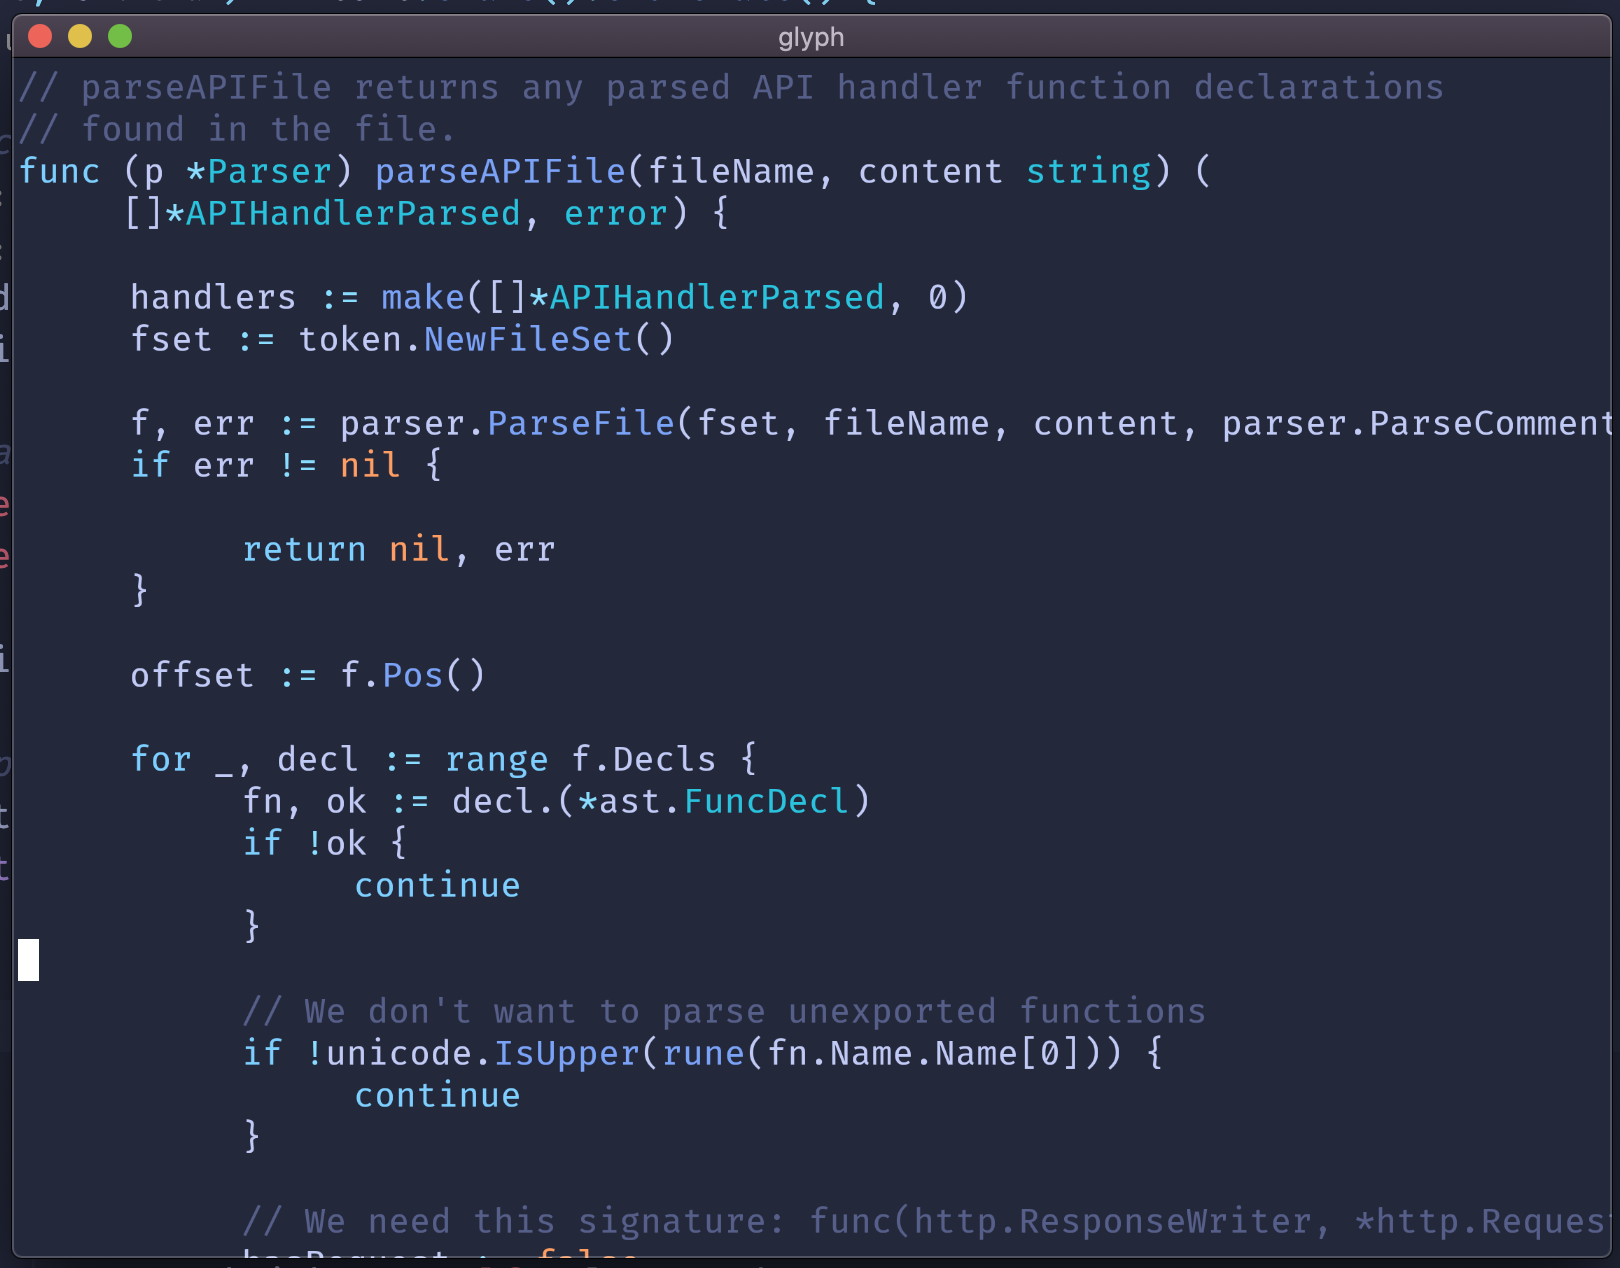 glyph
// parseAPIFile returns any parsed API handler function declarations
// found in the file.
func (p *Parser) parseAPIFile(fileName, content string) (
[]*APIHandlerParsed, error) {
handlers := make([]*APIHandlerParsed, 0)
fset := token.NewFileSet()
f, err := parser.ParseFile(fset, fileName, content, parser.ParseComment
if err != nil {
return nil, err
}
offset := f.Pos()
for _, decl := range f.Decls {
fn, ok := decl.(*ast.FuncDecl)
if !ok {
continue
}
// We don't want to parse unexported functions
if !unicode.IsUpper(rune(fn.Name.Name[0])) {
continue
}
// We need this signature: func(http.ResponseWriter, *http.Reques